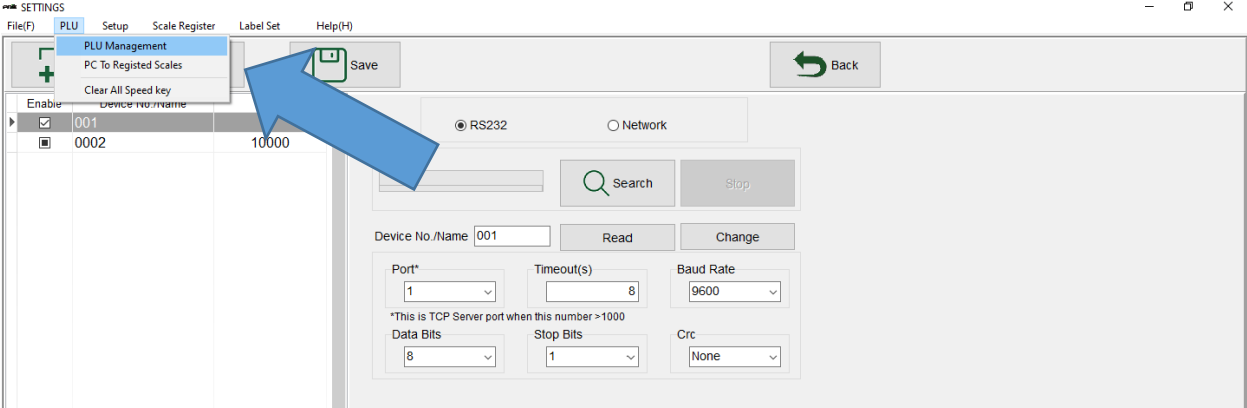 SETTINGS
File(F) PLU Setup Scale Register Label Set Help(H)
PLU Management
PC To Registed Scales
Clear All Speed key
Save
Back
Enable Device No./Name
001
0002 10000
RS232 Network
Search Stop
Device No./Name 001 Read Change
Port* Timeout(s) Baud Rate
1 8 9600
*This is TCP Server port when this number >1000
Data Bits Stop Bits Crc
8 1 None